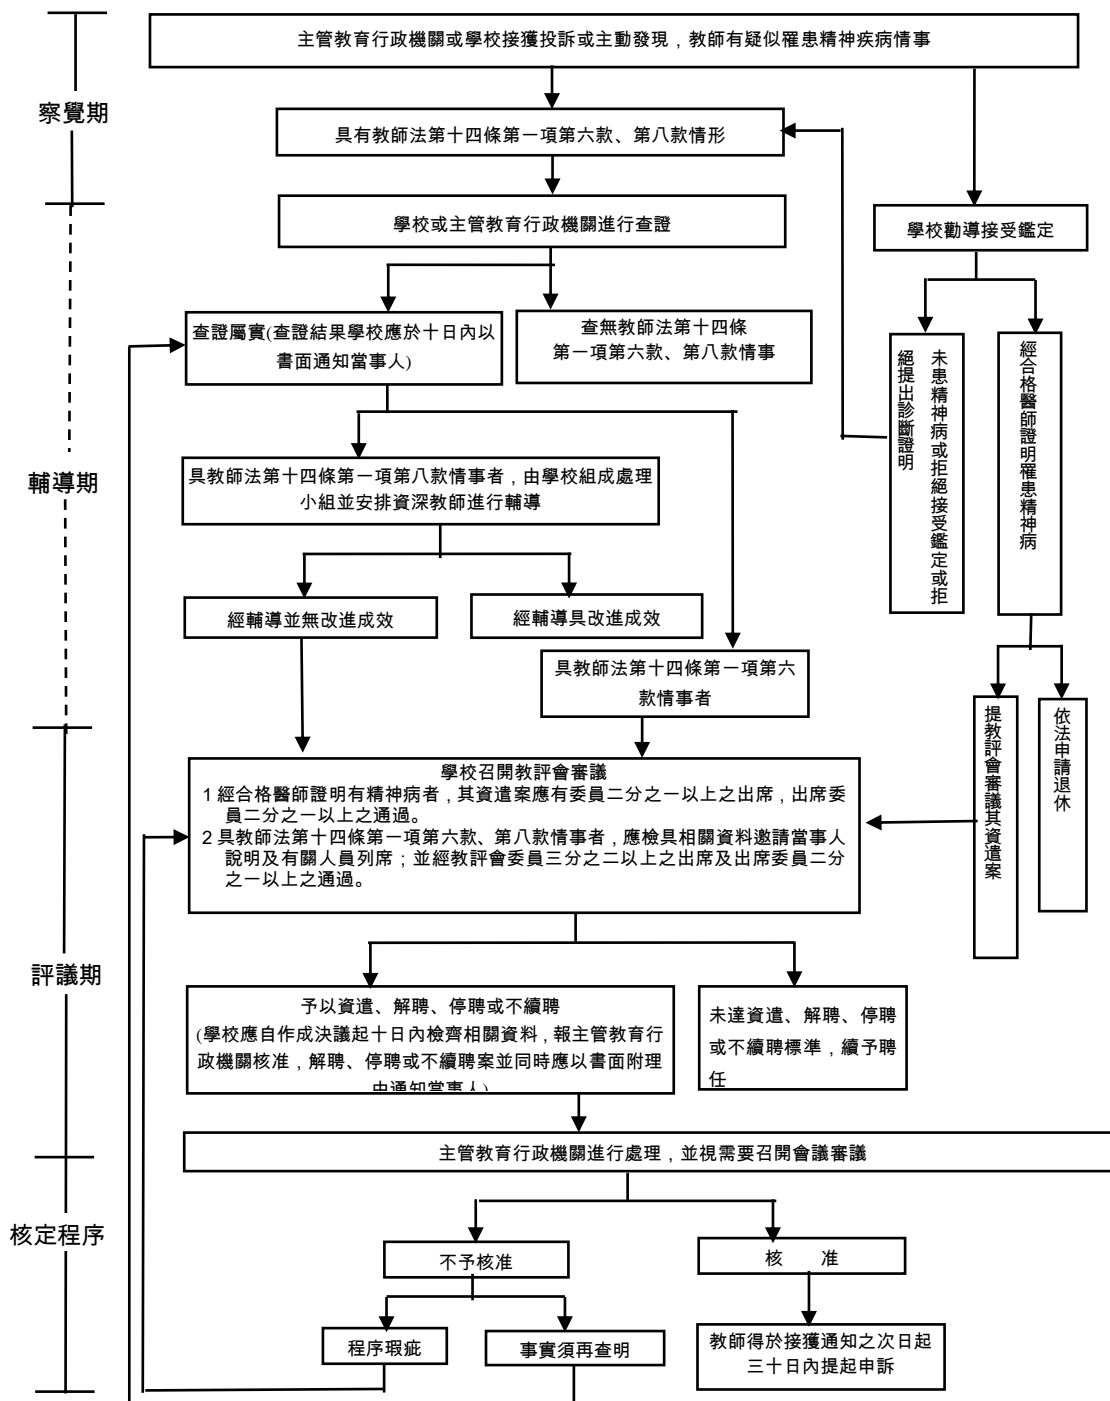 主管教育行政機關或學校接獲投訴或主動發現，教師有疑似罹患精神疾病情事
察覺期
具有教師法第十四條第一項第六款、第八款情形
學校或主管教育行政機關進行查證
學校勸導接受鑑定
查證屬實(查證結果學校應於十日內以
書面通知當事人)
查無教師法第十四條
第一項第六款、第八款情事
未患精神病或拒絕接受鑑定或拒
絕提出診斷證明
經合格醫師證明罹患精神病
輔導期
具教師法第十四條第一項第八款情事者，由學校組成處理
小組並安排資深教師進行輔導
經輔導並無改進成效
經輔導具改進成效
具教師法第十四條第一項第六
款情事者
提教評會審議其資遣案
依法申請退休
學校召開教評會審議
1 經合格醫師證明有精神病者，其資遣案應有委員二分之一以上之出席，出席委
員二分之一以上之通過。
2 具教師法第十四條第一項第六款、第八款情事者，應檢具相關資料邀請當事人
說明及有關人員列席；並經教評會委員三分之二以上之出席及出席委員二分
之一以上之通過。
評議期
予以資遣、解聘、停聘或不續聘
(學校應自作成決議起十日內檢齊相關資料，報主管教育行
政機關核准，解聘、停聘或不續聘案並同時應以書面附理
由通知當事人)
未達資遣、解聘、停聘
或不續聘標準，續予聘
任
主管教育行政機關進行處理，並視需要召開會議審議
核定程序
不予核准
核　　准
程序瑕疵
事實須再查明
教師得於接獲通知之次日起
三十日內提起申訴